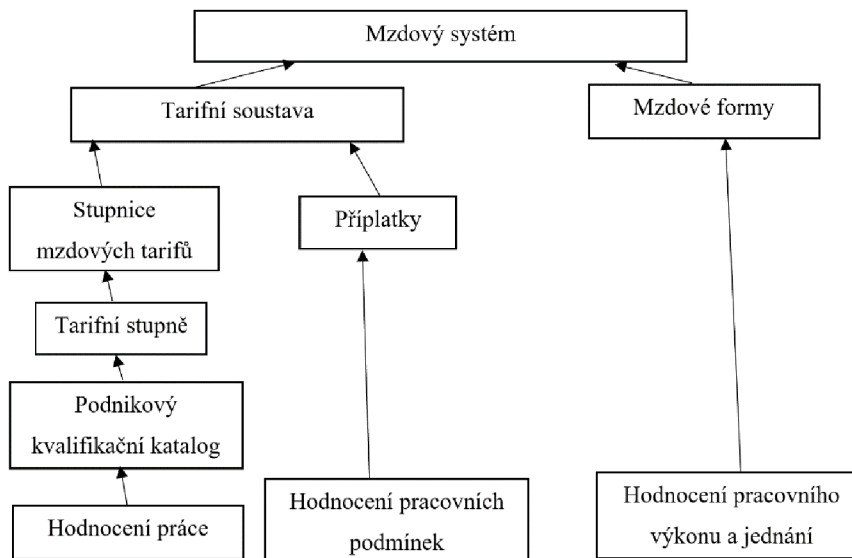 Mzdový systém
Tarifní soustava
Mzdové formy
Stupnice
mzdových tarifů
Příplatky
Tarifní stupně
Podnikový
kvalifikační katalog
Hodnocení práce
Hodnocení pracovních
podmínek
Hodnocení pracovního
výkonu a jednání